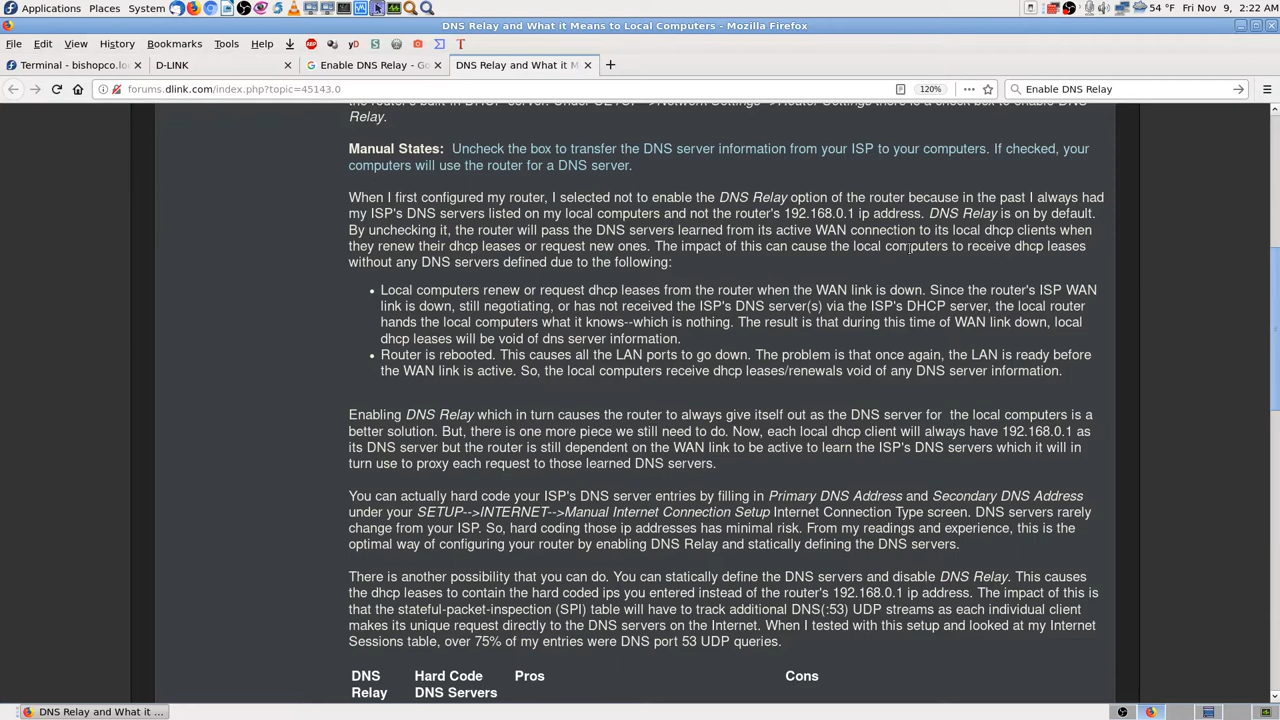 Applications Places System 54 °F Fri Nov 9, 2:22 AM
DNS Relay and What it Means to Local Computers - Mozilla Firefox
File Edit View History Bookmarks Tools Help
Terminal - bishopco.lo D-LINK Enable DNS Relay - Go DNS Relay and What it M
forums.dlink.com/index.php?topic=45143.0 120% Enable DNS Relay
Relay.
Manual States: Uncheck the box to transfer the DNS server information from your ISP to your computers. If checked, your
computers will use the router for a DNS server.
When I first configured my router, I selected not to enable the DNS Relay option of the router because in the past I always had
my ISP's DNS servers listed on my local computers and not the router's 192.168.0.1 ip address. DNS Relay is on by default.
By unchecking it, the router will pass the DNS servers learned from its active WAN connection to its local dhcp clients when
they renew their dhcp leases or request new ones. The impact of this can cause the local computers to receive dhcp leases
without any DNS servers defined due to the following:
• Local computers renew or request dhcp leases from the router when the WAN link is down. Since the router's ISP WAN
link is down, still negotiating, or has not received the ISP's DNS server(s) via the ISP's DHCP server, the local router
hands the local computers what it knows--which is nothing. The result is that during this time of WAN link down, local
dhcp leases will be void of dns server information.
• Router is rebooted. This causes all the LAN ports to go down. The problem is that once again, the LAN is ready before
the WAN link is active. So, the local computers receive dhcp leases/renewals void of any DNS server information.
Enabling DNS Relay which in turn causes the router to always give itself out as the DNS server for the local computers is a
better solution. But, there is one more piece we still need to do. Now, each local dhcp client will always have 192.168.0.1 as
its DNS server but the router is still dependent on the WAN link to be active to learn the ISP's DNS servers which it will in
turn use to proxy each request to those learned DNS servers.
You can actually hard code your ISP's DNS server entries by filling in Primary DNS Address and Secondary DNS Address
under your SETUP-->INTERNET-->Manual Internet Connection Setup Internet Connection Type screen. DNS servers rarely
change from your ISP. So, hard coding those ip addresses has minimal risk. From my readings and experience, this is the
optimal way of configuring your router by enabling DNS Relay and statically defining the DNS servers.
There is another possibility that you can do. You can statically define the DNS servers and disable DNS Relay. This causes
the dhcp leases to contain the hard coded ips you entered instead of the router's 192.168.0.1 ip address. The impact of this is
that the stateful-packet-inspection (SPI) table will have to track additional DNS(:53) UDP streams as each individual client
makes its unique request directly to the DNS servers on the Internet. When I tested with this setup and looked at my Internet
Sessions table, over 75% of my entries were DNS port 53 UDP queries.
DNS Hard Code Pros Cons
Relay DNS Servers
DNS Relay and What it ...